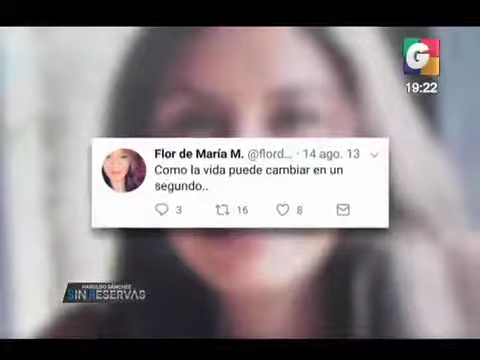 G
19:22
Flor de María M. @flord... · 14 ago. 13
Como la vida puede cambiar en un
segundo..
3 16 8
HAROLDO SÁNCHEZ
SIN RESERVAS